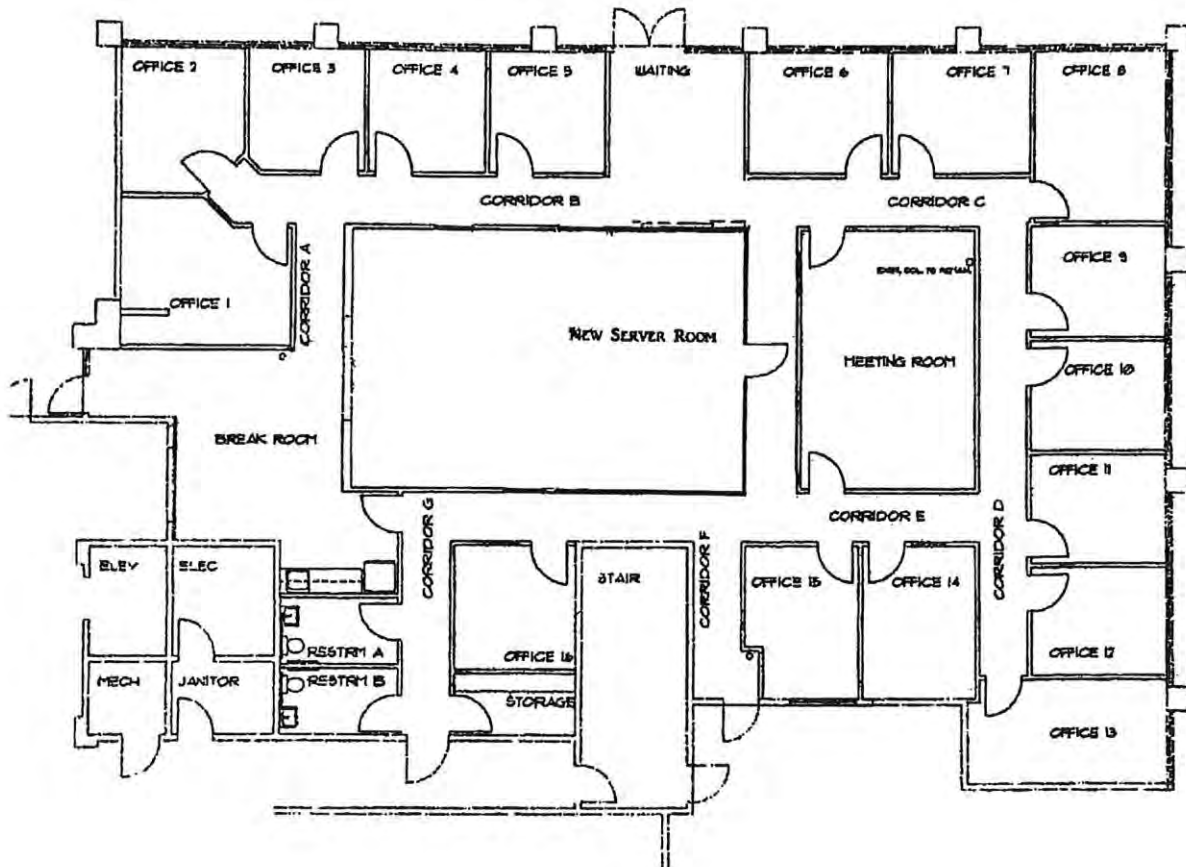 OFFICE 2
OFFICE 3
OFFICE 4
OFFICE 5
WAITING
OFFICE 6
OFFICE 7
OFFICE 8
CORRIDOR B
CORRIDOR C
OFFICE 9
CORRIDOR A
OFFICE 1
NEW SERVER ROOM
MEETING ROOM
OFFICE 10
BREAK ROOM
OFFICE 11
CORRIDOR G
CORRIDOR E
CORRIDOR D
CORRIDOR F
ELEV
ELEC
STAIR
OFFICE 15
OFFICE 14
RESTRM A
OFFICE 16
OFFICE 12
MECH
JANITOR
RESTRM B
STORAGE
OFFICE 13